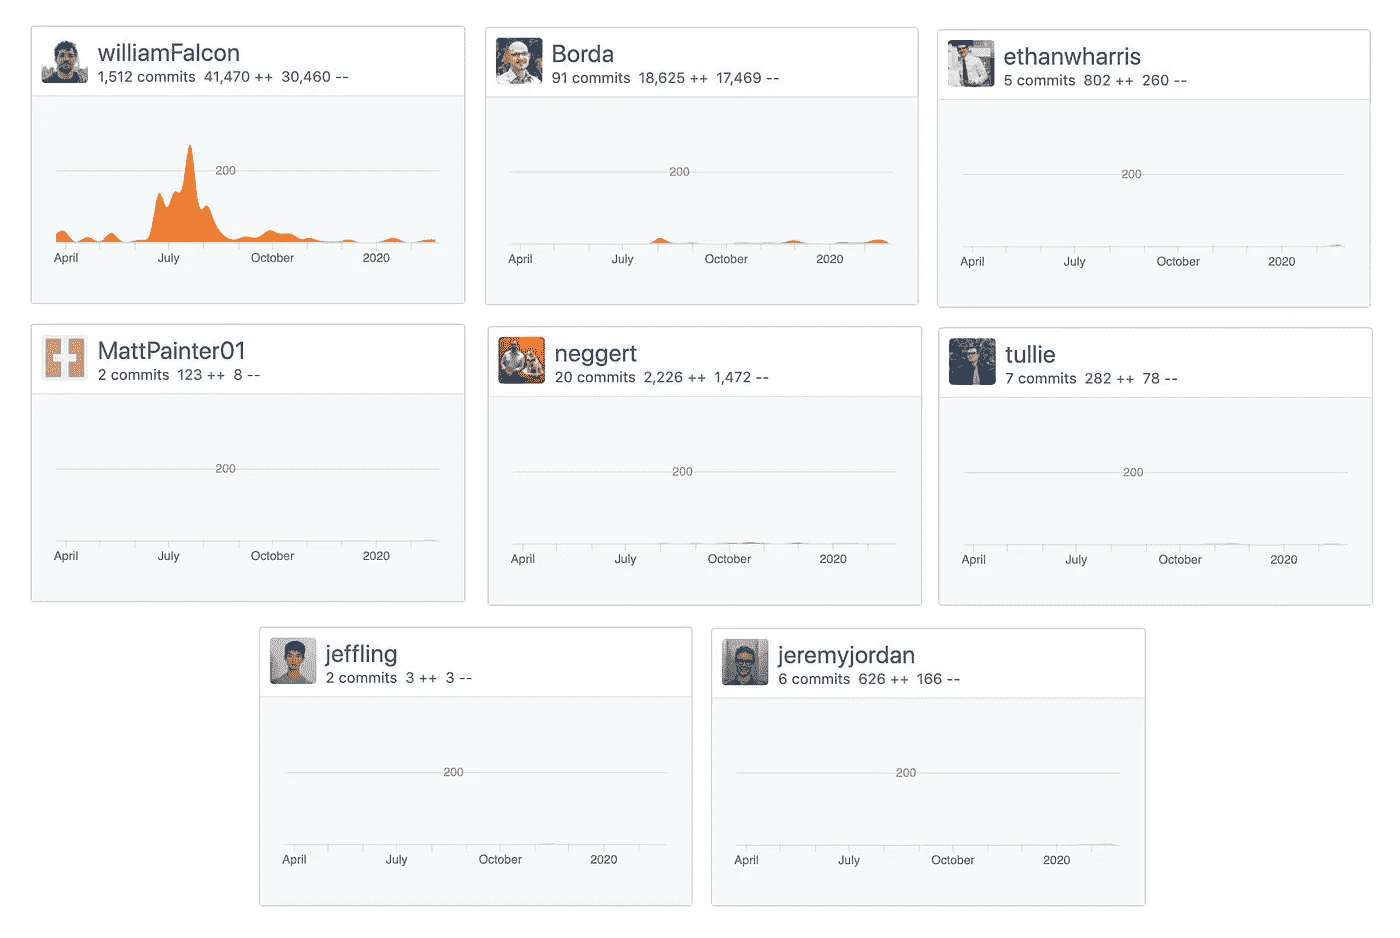 williamFalcon
1,512 commits 41,470 ++ 30,460 --
200
April July October 2020
Borda
91 commits 18,625 ++ 17,469 --
200
April July October 2020
ethanwharris
5 commits 802 ++ 260 --
200
April July October 2020
MattPainter01
2 commits 123 ++ 8 --
200
April July October 2020
neggert
20 commits 2,226 ++ 1,472 --
200
April July October 2020
tullie
7 commits 282 ++ 78 --
200
April July October 2020
jeffling
2 commits 3 ++ 3 --
200
April July October 2020
jeremyjordan
6 commits 626 ++ 166 --
200
April July October 2020